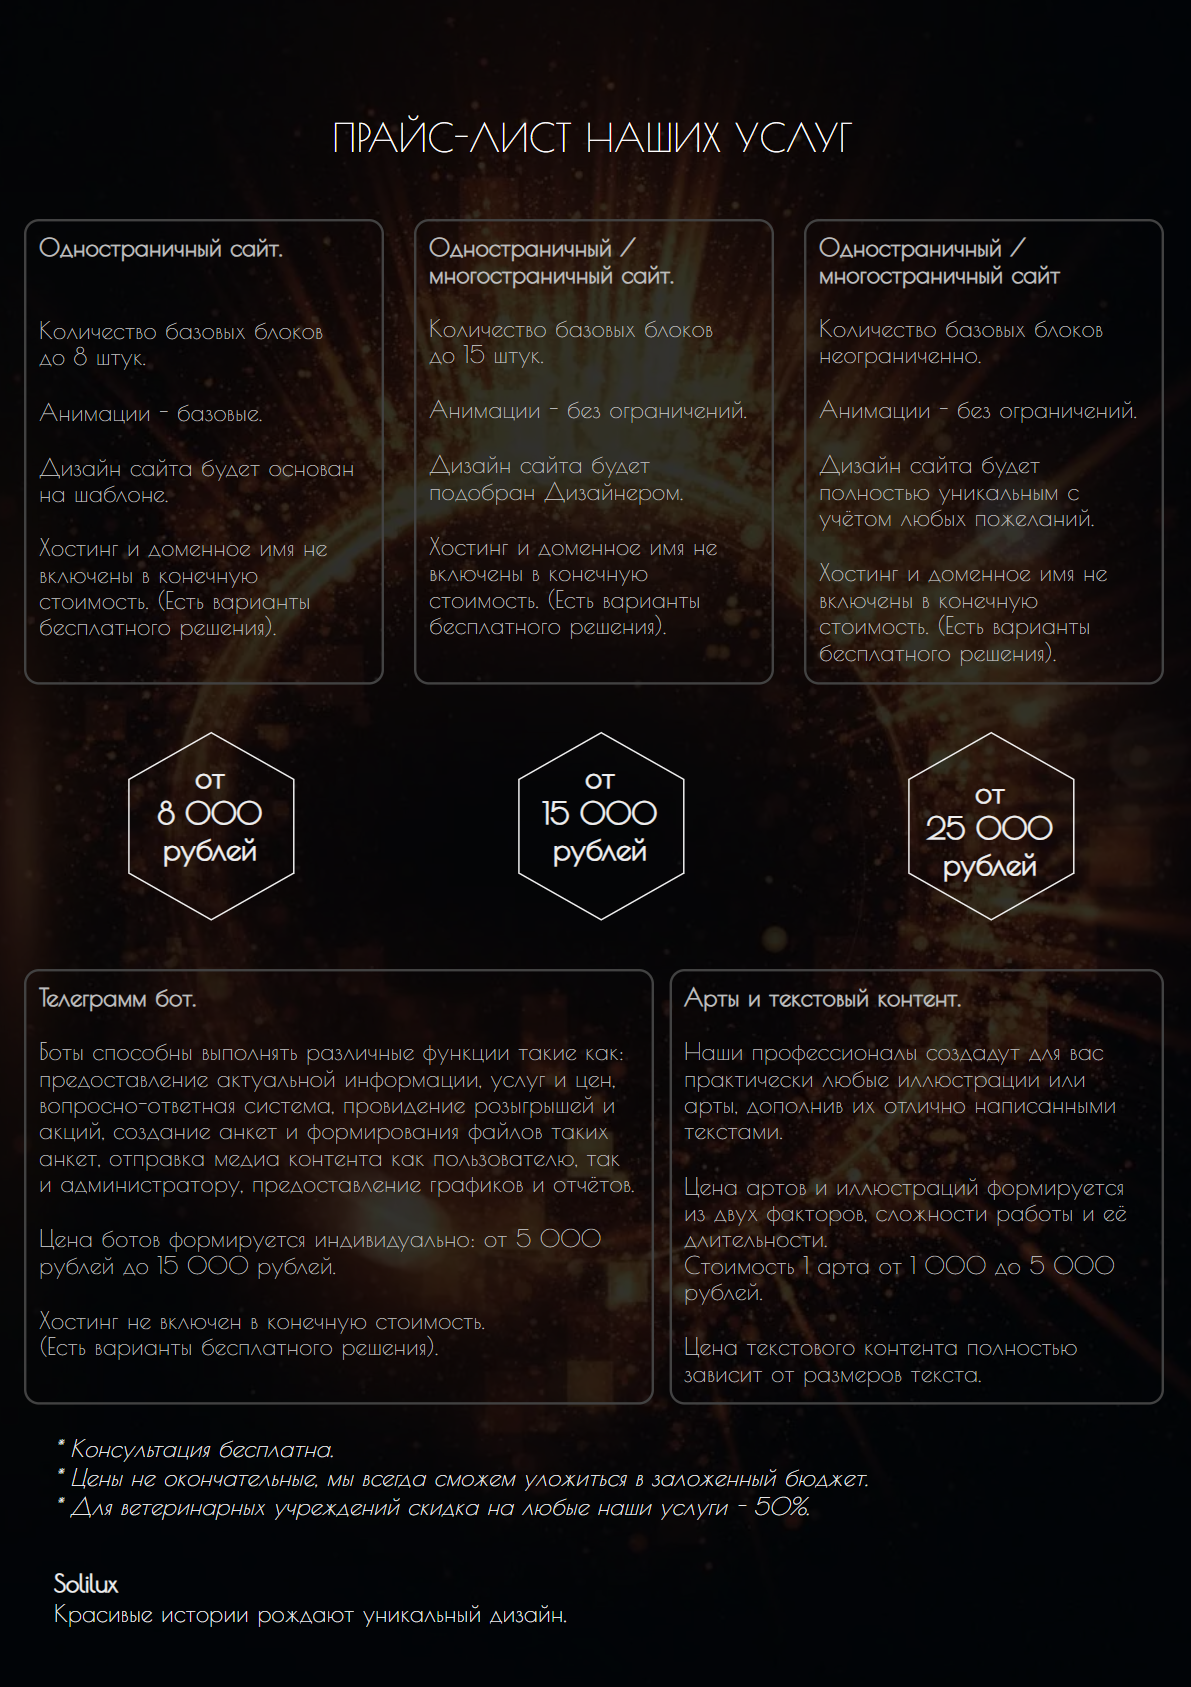 ПРАЙС-ЛИСТ НАШИХ УСЛУГ
Одностраничный сайт.
Количество базовых блоков
до 8 штук.
Анимации - базовые.
Дизайн сайта будет основан
на шаблоне.
Хостинг и доменное имя не
включены в конечную
стоимость. (Есть варианты
бесплатного решения).
Одностраничный /
многостраничный сайт.
Количество базовых блоков
до 15 штук.
Анимации - без ограничений.
Дизайн сайта будет
подобран Дизайнером.
Хостинг и доменное имя не
включены в конечную
стоимость. (Есть варианты
бесплатного решения).
Одностраничный /
многостраничный сайт
Количество базовых блоков
неограниченно.
Анимации - без ограничений.
Дизайн сайта будет
полностью уникальным с
учётом любых пожеланий.
Хостинг и доменное имя не
включены в конечную
стоимость. (Есть варианты
бесплатного решения).
от
8 000
рублей
от
15 000
рублей
от
25 000
рублей
Телеграмм бот.
Боты способны выполнять различные функции такие как:
предоставление актуальной информации, услуг и цен,
вопросно-ответная система, провидение розыгрышей и
акций, создание анкет и формирования файлов таких
анкет, отправка медиа контента как пользователю, так
и администратору, предоставление графиков и отчётов.
Цена ботов формируется индивидуально: от 5 000
рублей до 15 000 рублей.
Хостинг не включен в конечную стоимость.
(Есть варианты бесплатного решения).
Арты и текстовый контент.
Наши профессионалы создадут для вас
практически любые иллюстрации или
арты, дополнив их отлично написанными
текстами.
Цена артов и иллюстраций формируется
из двух факторов, сложности работы и её
длительности.
Стоимость 1 арта от 1 000 до 5 000
рублей.
Цена текстового контента полностью
зависит от размеров текста.
* Консультация бесплатна.
* Цены не окончательные, мы всегда сможем уложиться в заложенный бюджет.
* Для ветеринарных учреждений скидка на любые наши услуги - 50%.
Solilux
Красивые истории рождают уникальный дизайн.